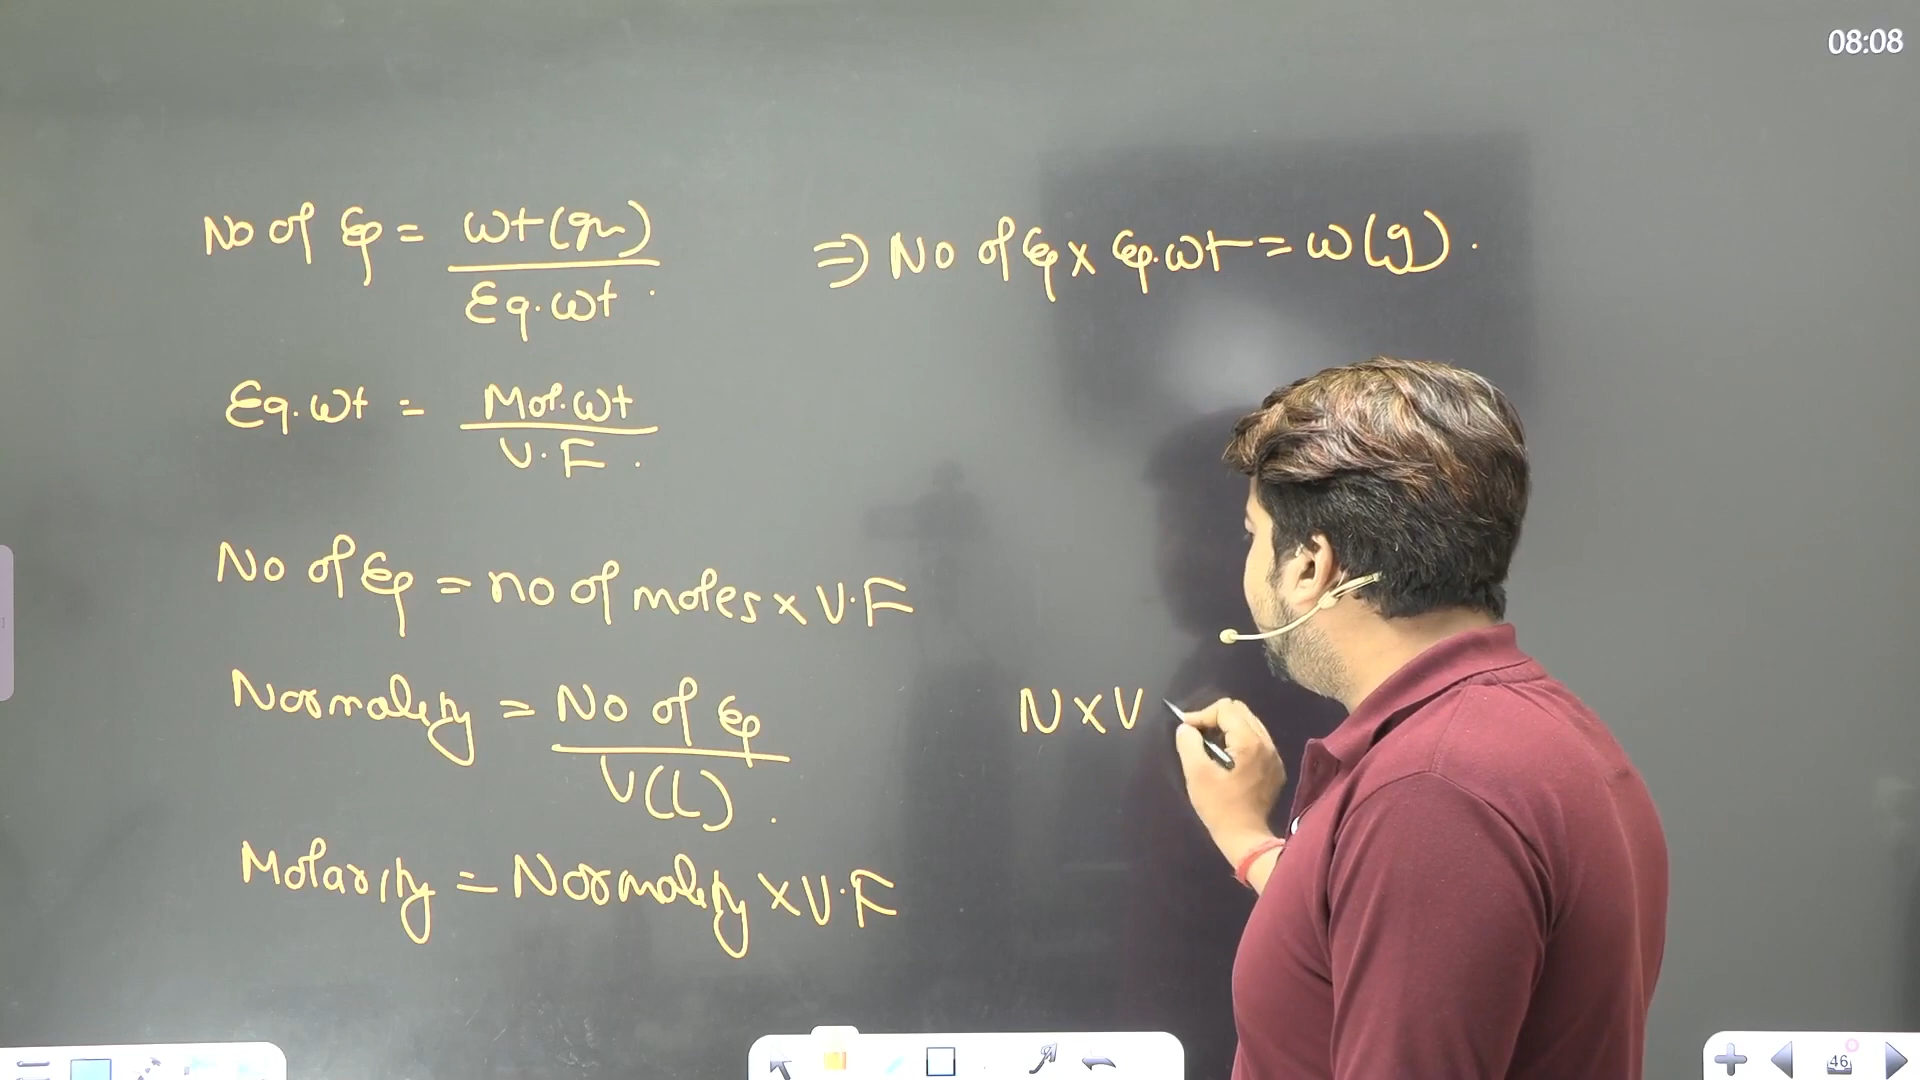 08:08
No of Eq = wt (gm) / Eq. wt.
⇒ No of Eq × Eq. wt = w (g).
Eq. wt = Mol. wt / V.F.
No of Eq = no of moles × V.F
Normality = No of Eq / V(L).
N × V
Molarity = Normality × V.F
46